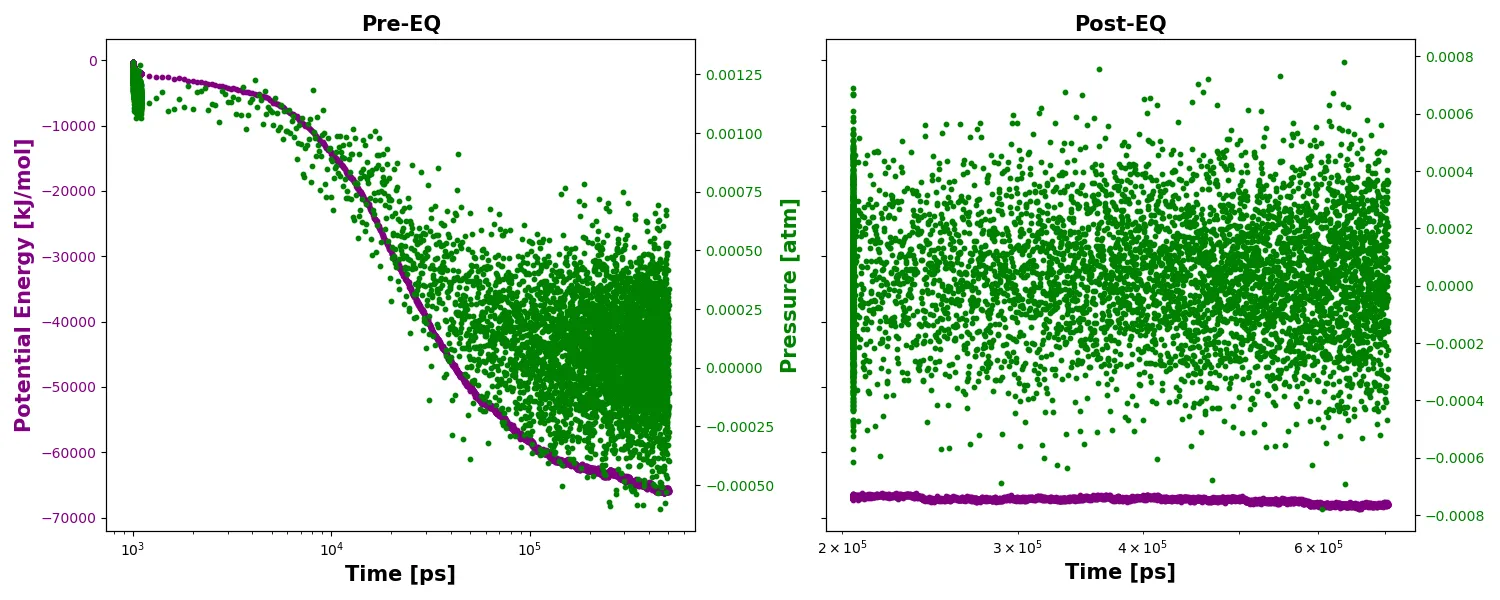 Pre-EQ
Post-EQ
Potential Energy [kJ/mol]
0
−10000
−20000
−30000
−40000
−50000
−60000
−70000
0.00125
0.00100
0.00075
0.00050
0.00025
0.00000
−0.00025
−0.00050
Pressure [atm]
0.0008
0.0006
0.0004
0.0002
0.0000
−0.0002
−0.0004
−0.0006
−0.0008
10³
10⁴
10⁵
2 × 10⁵
3 × 10⁵
4 × 10⁵
6 × 10⁵
Time [ps]
Time [ps]